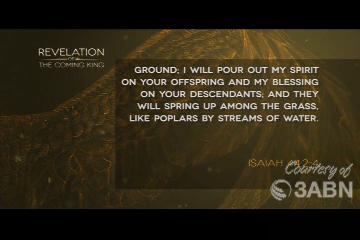 REVELATION
OF
THE COMING KING
GROUND; I WILL POUR OUT MY SPIRIT
ON YOUR OFFSPRING AND MY BLESSING
ON YOUR DESCENDANTS; AND THEY
WILL SPRING UP AMONG THE GRASS,
LIKE POPLARS BY STREAMS OF WATER.
ISAIAH
Courtesy of
3ABN